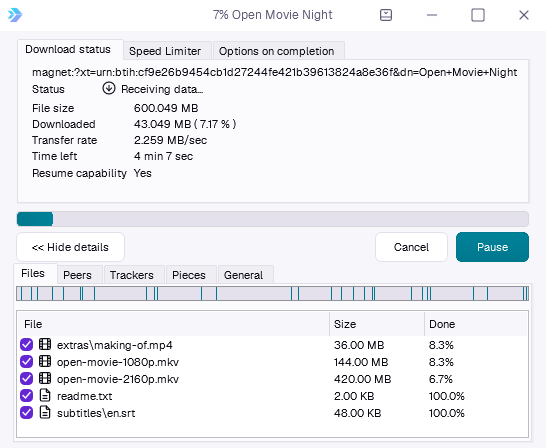 7% Open Movie Night
Download status Speed Limiter Options on completion
magnet:?xt=urn:btih:cf9e26b9454cb1d27244fe421b39613824a8e36f&dn=Open+Movie+Night
Status Receiving data...
File size 600.049 MB
Downloaded 43.049 MB ( 7.17 % )
Transfer rate 2.259 MB/sec
Time left 4 min 7 sec
Resume capability Yes
<< Hide details Cancel Pause
Files Peers Trackers Pieces General
File Size Done
extras\making-of.mp4 36.00 MB 8.3%
open-movie-1080p.mkv 144.00 MB 8.3%
open-movie-2160p.mkv 420.00 MB 6.7%
readme.txt 2.00 KB 100.0%
subtitles\en.srt 48.00 KB 100.0%